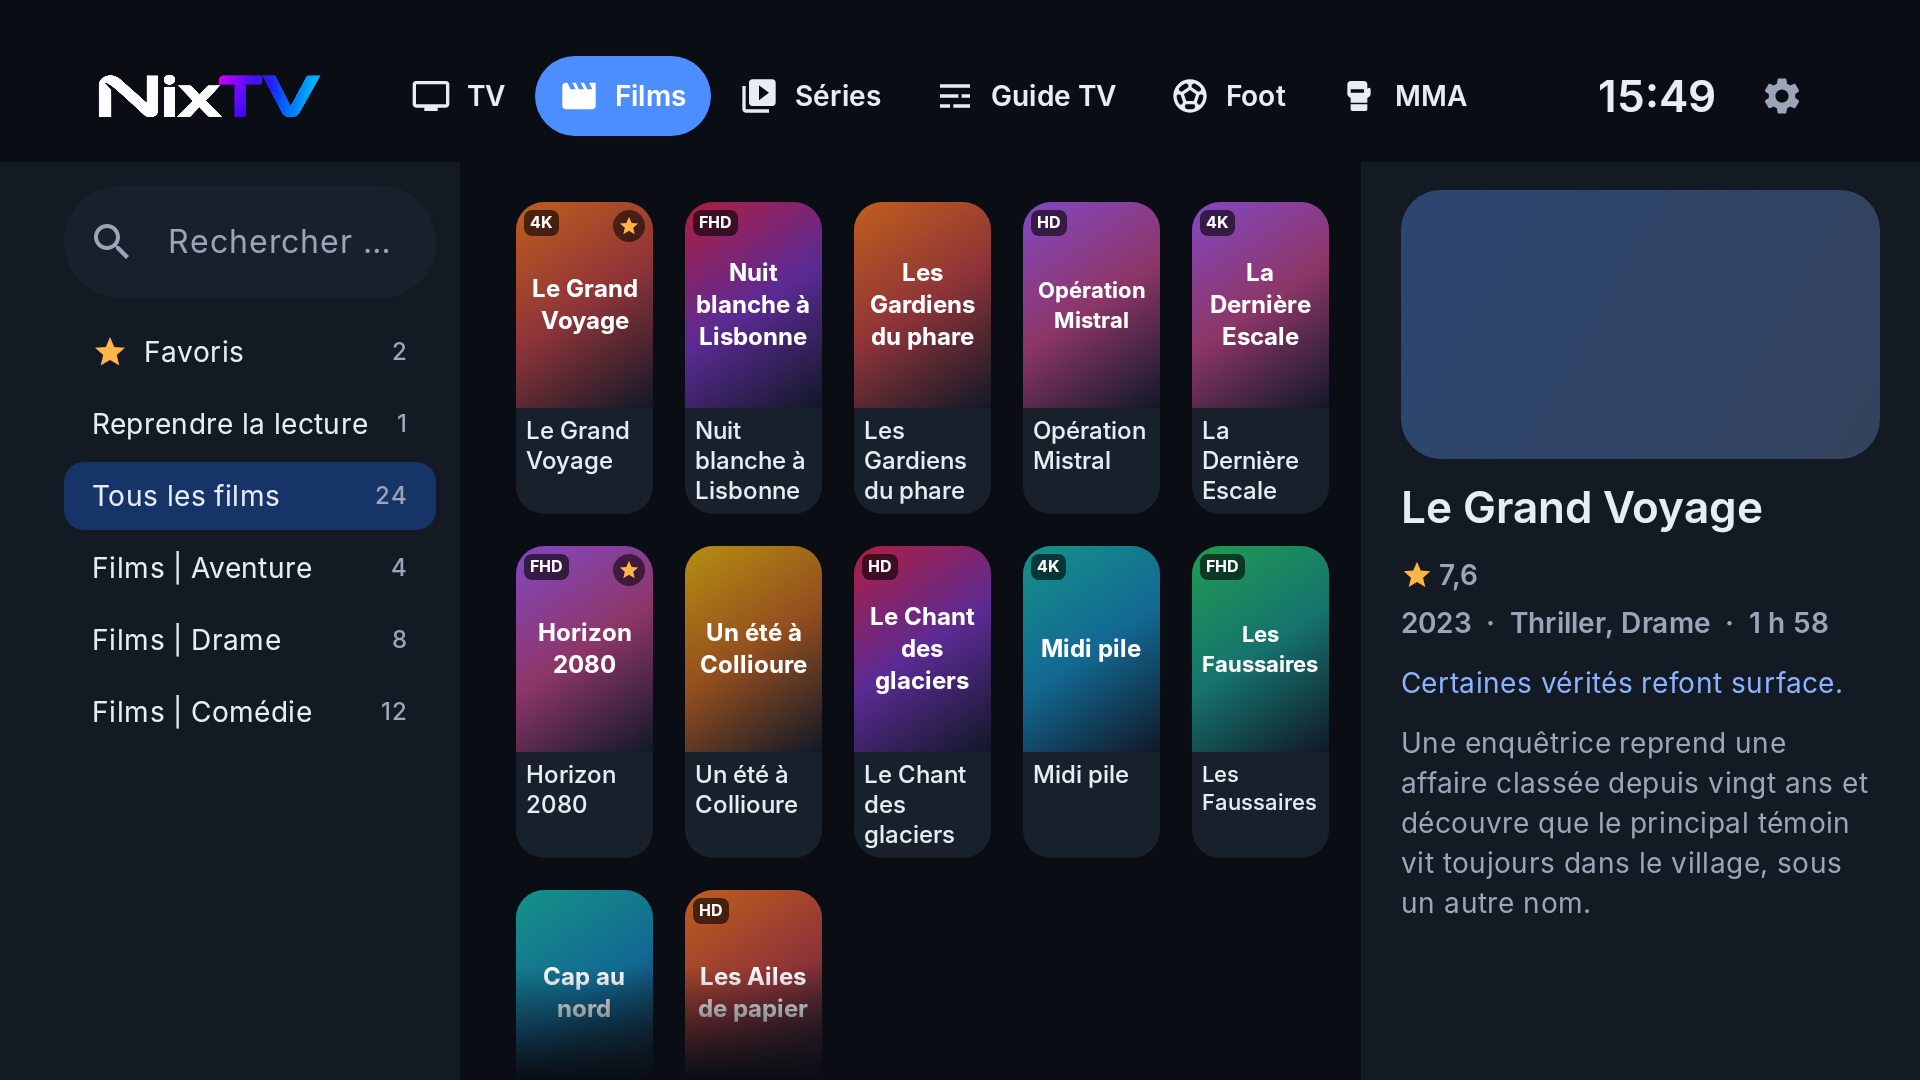 NixTV
TV
Films
Séries
Guide TV
Foot
MMA
15:49
Rechercher ...
Favoris 2
Reprendre la lecture 1
Tous les films 24
Films | Aventure 4
Films | Drame 8
Films | Comédie 12
4K
Le Grand
Voyage
Le Grand
Voyage
FHD
Nuit
blanche à
Lisbonne
Nuit
blanche à
Lisbonne
Les
Gardiens
du phare
Les
Gardiens
du phare
HD
Opération
Mistral
Opération
Mistral
4K
La
Dernière
Escale
La
Dernière
Escale
FHD
Horizon
2080
Horizon
2080
Un été à
Collioure
Un été à
Collioure
HD
Le Chant
des
glaciers
Le Chant
des
glaciers
4K
Midi pile
Midi pile
FHD
Les
Faussaires
Les
Faussaires
Cap au
nord
HD
Les Ailes
de papier
Le Grand Voyage
7,6
2023 · Thriller, Drame · 1 h 58
Certaines vérités refont surface.
Une enquêtrice reprend une
affaire classée depuis vingt ans et
découvre que le principal témoin
vit toujours dans le village, sous
un autre nom.